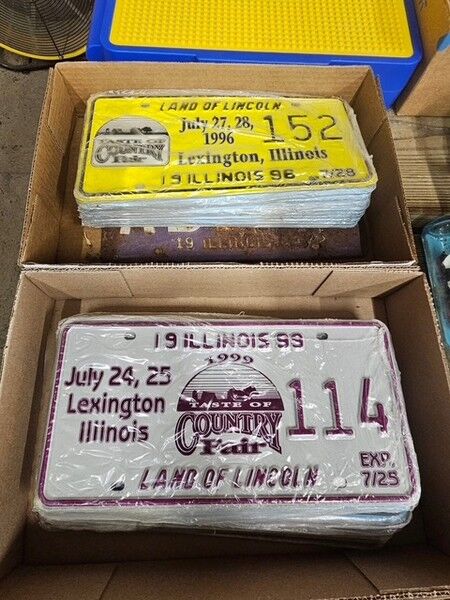 LAND OF LINCOLN
July 27, 28,
1996
152
TASTE OF
COUNTRY
Fair
Lexington, Illinois
19 ILLINOIS 96
7/28
19 ILLINOIS
19 ILLINOIS 99
1999
July 24, 25
Lexington
Illinois
TASTE OF
COUNTRY
Fair
114
LAND OF LINCOLN
EXP.
7/25